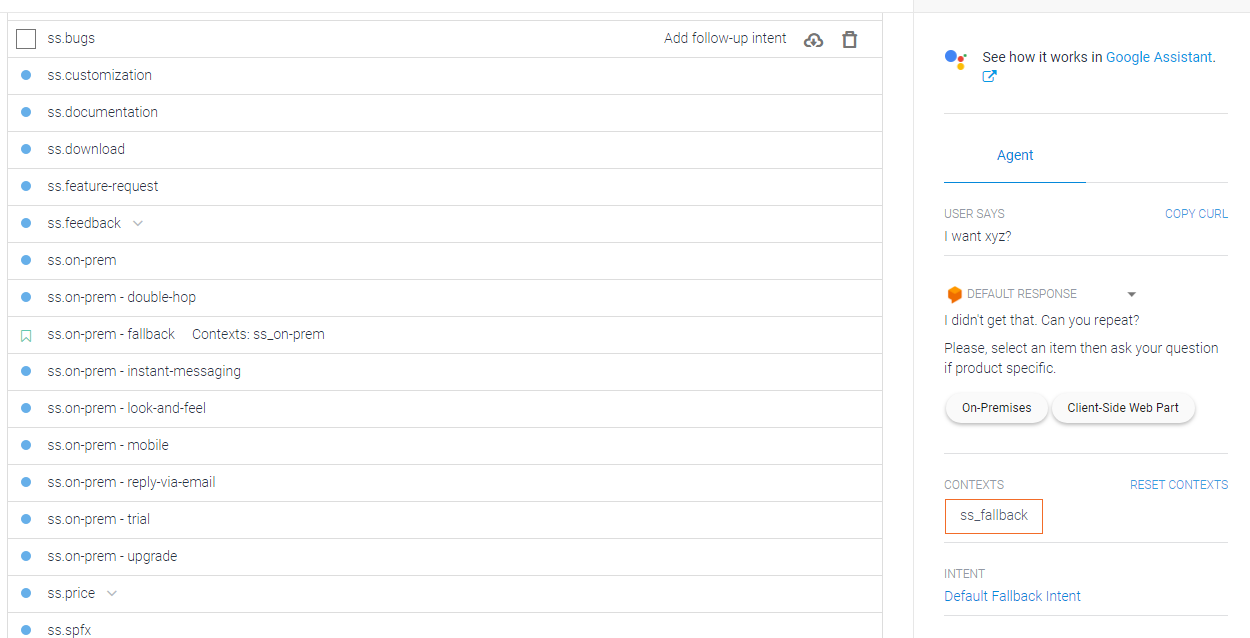 ss.bugs Add follow-up intent
ss.customization
ss.documentation
ss.download
ss.feature-request
ss.feedback
ss.on-prem
ss.on-prem - double-hop
ss.on-prem - fallback Contexts: ss_on-prem
ss.on-prem - instant-messaging
ss.on-prem - look-and-feel
ss.on-prem - mobile
ss.on-prem - reply-via-email
ss.on-prem - trial
ss.on-prem - upgrade
ss.price
ss.spfx
See how it works in Google Assistant.
Agent
USER SAYS COPY CURL
I want xyz?
DEFAULT RESPONSE
I didn't get that. Can you repeat?
Please, select an item then ask your question
if product specific.
On-Premises Client-Side Web Part
CONTEXTS RESET CONTEXTS
ss_fallback
INTENT
Default Fallback Intent